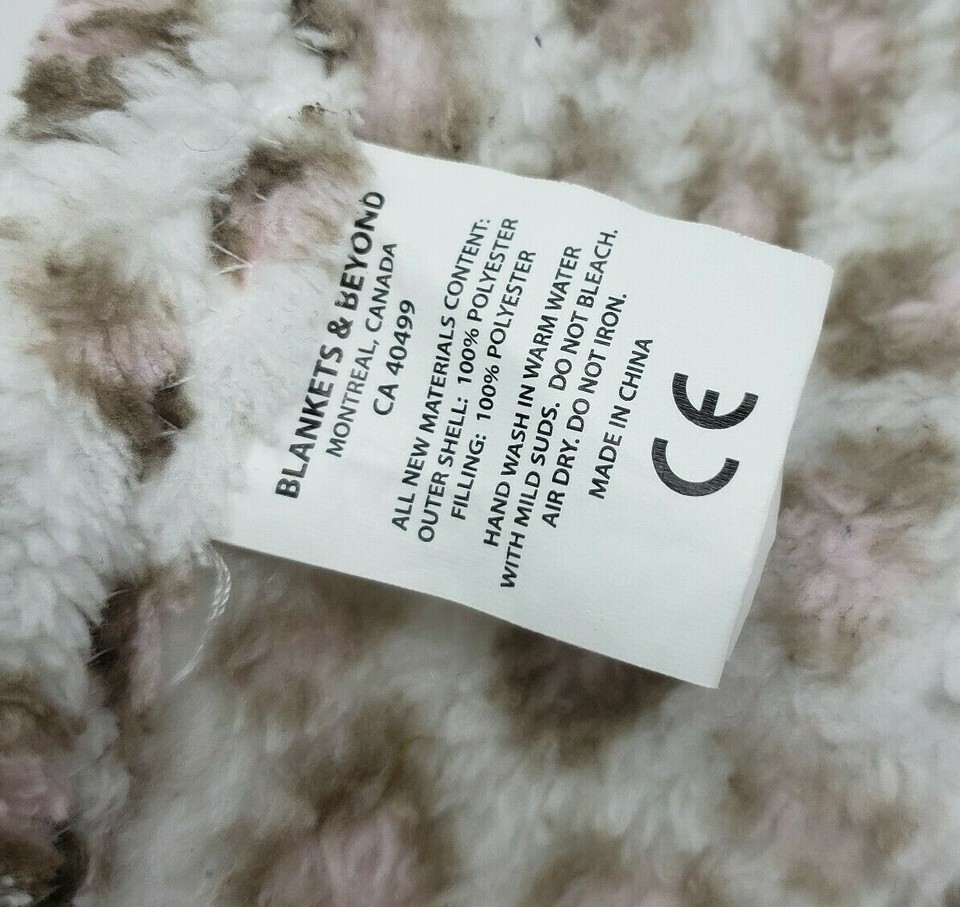 BLANKETS & BEYOND
MONTREAL, CANADA
CA 40499
ALL NEW MATERIALS CONTENT:
OUTER SHELL: 100% POLYESTER
FILLING: 100% POLYESTER
HAND WASH IN WARM WATER
WITH MILD SUDS. DO NOT BLEACH.
AIR DRY. DO NOT IRON.
MADE IN CHINA
CE